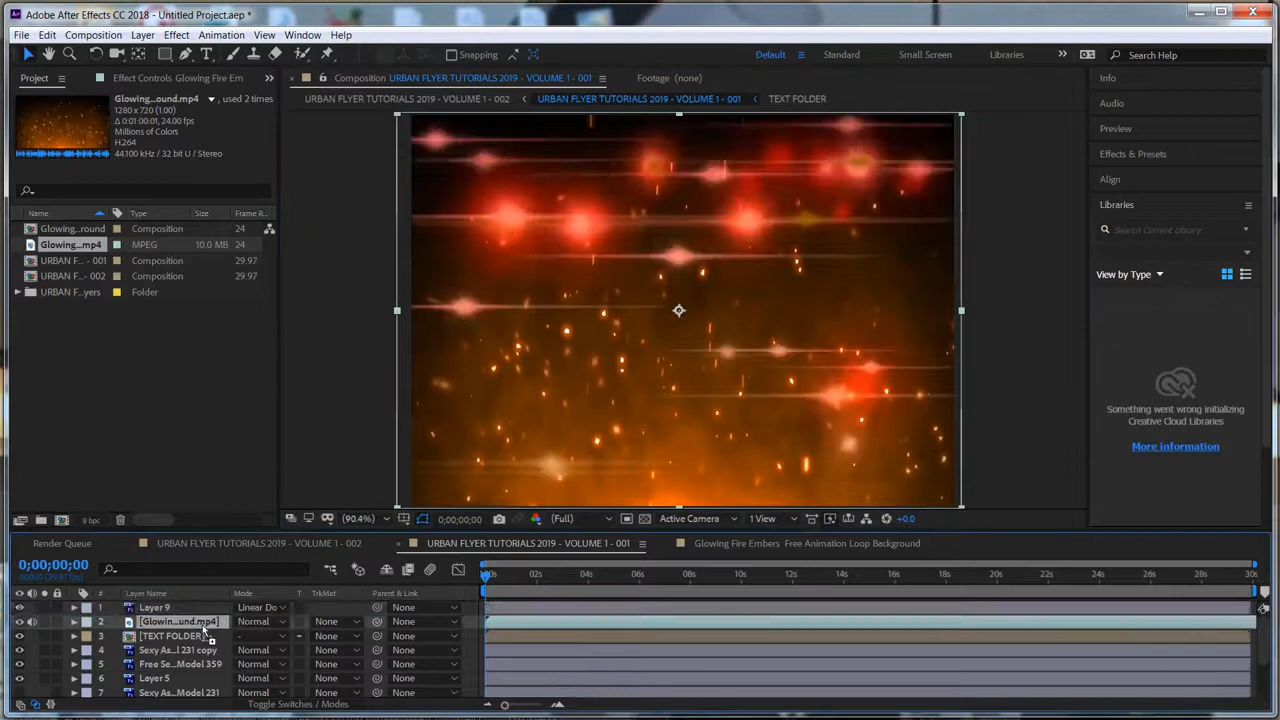 Adobe After Effects CC 2018 - Untitled Project.aep *
File Edit Composition Layer Effect Animation View Window Help
Snapping Default Standard Small Screen Libraries Search Help
Project Effect Controls Glowing Fire Em Composition URBAN FLYER TUTORIALS 2019 - VOLUME 1 - 001 Footage (none) Info
Glowing...ound.mp4 , used 2 times
1280 x 720 (1.00)
Δ 0:01:00:01, 24.00 fps
Millions of Colors
H.264
44.100 kHz / 32 bit U / Stereo
URBAN FLYER TUTORIALS 2019 - VOLUME 1 - 002 URBAN FLYER TUTORIALS 2019 - VOLUME 1 - 001 TEXT FOLDER
Audio
Preview
Effects & Presets
Align
Libraries
Search Current Library
View by Type
Something went wrong initializing
Creative Cloud Libraries
More information
Name Type Size Frame R...
Glowing...round Composition 24
Glowing...mp4 MPEG 10.0 MB 24
URBAN F... - 001 Composition 29.97
URBAN F... - 002 Composition 29.97
URBAN F...yers Folder
8 bpc
(90.4%) 0;00;00;00 (Full) Active Camera 1 View +0.0
Render Queue URBAN FLYER TUTORIALS 2019 - VOLUME 1 - 002 URBAN FLYER TUTORIALS 2019 - VOLUME 1 - 001 Glowing Fire Embers Free Animation Loop Background
0;00;00;00
00000 (29.97 fps)
02s 04s 06s 08s 10s 12s 14s 16s 18s 20s 22s 24s 26s 28s 30s
# Layer Name Mode T TrkMat Parent & Link
1 Layer 9 Linear Do None
2 [Glowin...und.mp4] Normal None None
3 [TEXT FOLDER] - None None
4 Sexy As...l 231 copy Normal None None
5 Free Se...Model 359 Normal None None
6 Layer 5 Normal None None
7 Sexy As...Model 231 Normal None None
Toggle Switches / Modes